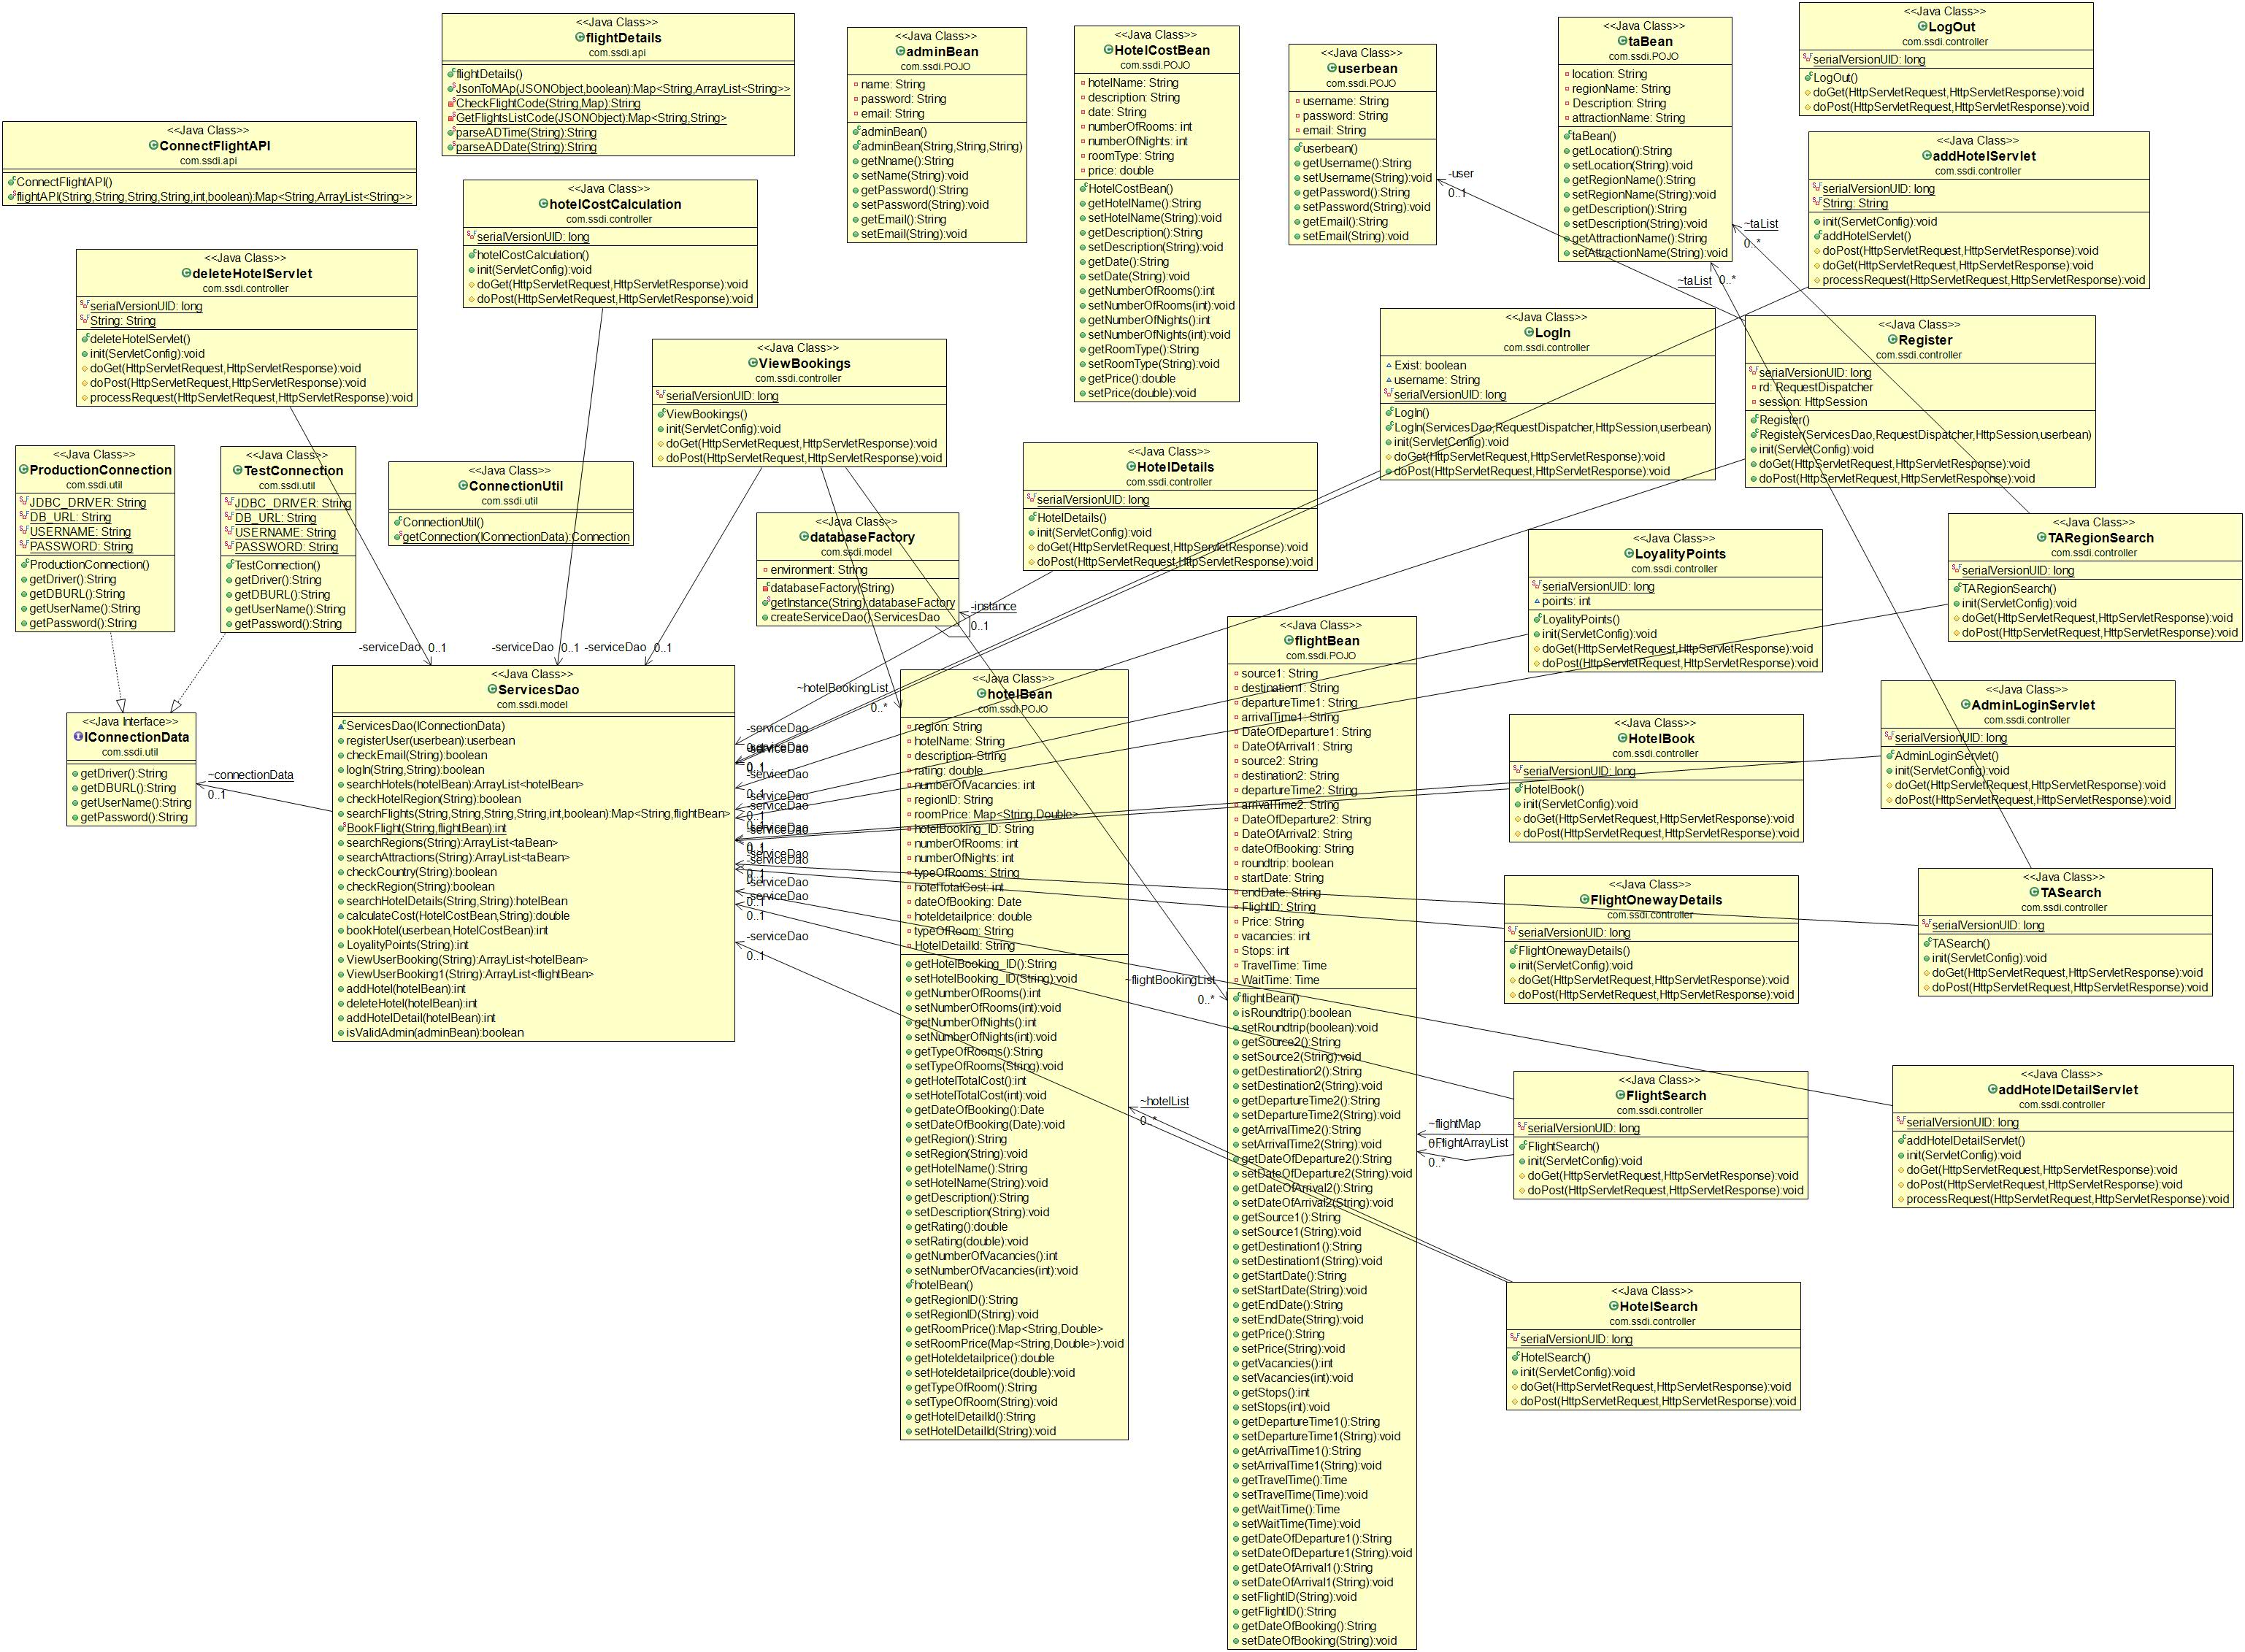 <<Java Class>>
flightDetails
com.ssdi.api
flightDetails()
JsonToMAp(JSONObject,boolean):Map<String,ArrayList<String>>
CheckFlightCode(String,Map):String
GetFlightsListCode(JSONObject):Map<String,String>
parseADTime(String):String
parseADDate(String):String
<<Java Class>>
adminBean
com.ssdi.POJO
name: String
password: String
email: String
adminBean()
adminBean(String,String,String)
getNname():String
setName(String):void
getPassword():String
setPassword(String):void
getEmail():String
setEmail(String):void
<<Java Class>>
HotelCostBean
com.ssdi.POJO
hotelName: String
description: String
date: String
numberOfRooms: int
numberOfNights: int
roomType: String
price: double
HotelCostBean()
getHotelName():String
setHotelName(String):void
getDescription():String
setDescription(String):void
getDate():String
setDate(String):void
getNumberOfRooms():int
setNumberOfRooms(int):void
getNumberOfNights():int
setNumberOfNights(int):void
getRoomType():String
setRoomType(String):void
getPrice():double
setPrice(double):void
<<Java Class>>
userbean
com.ssdi.POJO
username: String
password: String
email: String
userbean()
getUsername():String
setUsername(String):void
getPassword():String
setPassword(String):void
getEmail():String
setEmail(String):void
-user
0..1
<<Java Class>>
taBean
com.ssdi.POJO
location: String
regionName: String
Description: String
attractionName: String
taBean()
getLocation():String
setLocation(String):void
getRegionName():String
setRegionName(String):void
getDescription():String
setDescription(String):void
getAttractionName():String
setAttractionName(String):void
~taList
0..*
~taList
0..*
<<Java Class>>
LogOut
com.ssdi.controller
serialVersionUID: long
LogOut()
doGet(HttpServletRequest,HttpServletResponse):void
doPost(HttpServletRequest,HttpServletResponse):void
<<Java Class>>
addHotelServlet
com.ssdi.controller
serialVersionUID: long
String: String
init(ServletConfig):void
addHotelServlet()
doPost(HttpServletRequest,HttpServletResponse):void
doGet(HttpServletRequest,HttpServletResponse):void
processRequest(HttpServletRequest,HttpServletResponse):void
<<Java Class>>
ConnectFlightAPI
com.ssdi.api
ConnectFlightAPI()
flightAPI(String,String,String,String,int,boolean):Map<String,ArrayList<String>>
<<Java Class>>
hotelCostCalculation
com.ssdi.controller
serialVersionUID: long
hotelCostCalculation()
init(ServletConfig):void
doGet(HttpServletRequest,HttpServletResponse):void
doPost(HttpServletRequest,HttpServletResponse):void
<<Java Class>>
deleteHotelServlet
com.ssdi.controller
serialVersionUID: long
String: String
deleteHotelServlet()
init(ServletConfig):void
doGet(HttpServletRequest,HttpServletResponse):void
doPost(HttpServletRequest,HttpServletResponse):void
processRequest(HttpServletRequest,HttpServletResponse):void
<<Java Class>>
ViewBookings
com.ssdi.controller
serialVersionUID: long
ViewBookings()
init(ServletConfig):void
doGet(HttpServletRequest,HttpServletResponse):void
doPost(HttpServletRequest,HttpServletResponse):void
<<Java Class>>
LogIn
com.ssdi.controller
Exist: boolean
username: String
serialVersionUID: long
LogIn()
LogIn(ServicesDao,RequestDispatcher,HttpSession,userbean)
init(ServletConfig):void
doGet(HttpServletRequest,HttpServletResponse):void
doPost(HttpServletRequest,HttpServletResponse):void
<<Java Class>>
Register
com.ssdi.controller
serialVersionUID: long
rd: RequestDispatcher
session: HttpSession
Register()
Register(ServicesDao,RequestDispatcher,HttpSession,userbean)
init(ServletConfig):void
doGet(HttpServletRequest,HttpServletResponse):void
doPost(HttpServletRequest,HttpServletResponse):void
<<Java Class>>
ProductionConnection
com.ssdi.util
JDBC_DRIVER: String
DB_URL: String
USERNAME: String
PASSWORD: String
ProductionConnection()
getDriver():String
getDBURL():String
getUserName():String
getPassword():String
<<Java Class>>
TestConnection
com.ssdi.util
JDBC_DRIVER: String
DB_URL: String
USERNAME: String
PASSWORD: String
TestConnection()
getDriver():String
getDBURL():String
getUserName():String
getPassword():String
<<Java Class>>
ConnectionUtil
com.ssdi.util
ConnectionUtil()
getConnection(IConnectionData):Connection
<<Java Class>>
databaseFactory
com.ssdi.model
environment: String
databaseFactory(String)
getInstance(String):databaseFactory
createServiceDao():ServicesDao
-instance
0..1
<<Java Class>>
HotelDetails
com.ssdi.controller
serialVersionUID: long
HotelDetails()
init(ServletConfig):void
doGet(HttpServletRequest,HttpServletResponse):void
doPost(HttpServletRequest,HttpServletResponse):void
<<Java Class>>
LoyalityPoints
com.ssdi.controller
serialVersionUID: long
points: int
LoyalityPoints()
init(ServletConfig):void
doGet(HttpServletRequest,HttpServletResponse):void
doPost(HttpServletRequest,HttpServletResponse):void
<<Java Class>>
TARegionSearch
com.ssdi.controller
serialVersionUID: long
TARegionSearch()
init(ServletConfig):void
doGet(HttpServletRequest,HttpServletResponse):void
doPost(HttpServletRequest,HttpServletResponse):void
-serviceDao 0..1
-serviceDao 0..1
-serviceDao 0..1
<<Java Interface>>
IConnectionData
com.ssdi.util
getDriver():String
getDBURL():String
getUserName():String
getPassword():String
~connectionData
0..1
<<Java Class>>
ServicesDao
com.ssdi.model
ServicesDao(IConnectionData)
registerUser(userbean):userbean
checkEmail(String):boolean
logIn(String,String):boolean
searchHotels(hotelBean):ArrayList<hotelBean>
checkHotelRegion(String):boolean
searchFlights(String,String,String,String,int,boolean):Map<String,flightBean>
BookFlight(String,flightBean):int
searchRegions(String):ArrayList<taBean>
searchAttractions(String):ArrayList<taBean>
checkCountry(String):boolean
checkRegion(String):boolean
searchHotelDetails(String,String):hotelBean
calculateCost(HotelCostBean,String):double
bookHotel(userbean,HotelCostBean):int
LoyalityPoints(String):int
ViewUserBooking(String):ArrayList<hotelBean>
ViewUserBooking1(String):ArrayList<flightBean>
addHotel(hotelBean):int
deleteHotel(hotelBean):int
addHotelDetail(hotelBean):int
isValidAdmin(adminBean):boolean
-serviceDao
0..1
-serviceDao
0..1
-serviceDao
-serviceDao
0..1
-serviceDao
-serviceDao
0..1
-serviceDao
0..1
-serviceDao
0..1
~hotelBookingList
0..*
<<Java Class>>
hotelBean
com.ssdi.POJO
region: String
hotelName: String
description: String
rating: double
numberOfVacancies: int
regionID: String
roomPrice: Map<String,Double>
hotelBooking_ID: String
numberOfRooms: int
numberOfNights: int
typeOfRooms: String
hotelTotalCost: int
dateOfBooking: Date
hoteldetailprice: double
typeOfRoom: String
HotelDetailId: String
getHotelBooking_ID():String
setHotelBooking_ID(String):void
getNumberOfRooms():int
setNumberOfRooms(int):void
getNumberOfNights():int
setNumberOfNights(int):void
getTypeOfRooms():String
setTypeOfRooms(String):void
getHotelTotalCost():int
setHotelTotalCost(int):void
getDateOfBooking():Date
setDateOfBooking(Date):void
getRegion():String
setRegion(String):void
getHotelName():String
setHotelName(String):void
getDescription():String
setDescription(String):void
getRating():double
setRating(double):void
getNumberOfVacancies():int
setNumberOfVacancies(int):void
hotelBean()
getRegionID():String
setRegionID(String):void
getRoomPrice():Map<String,Double>
setRoomPrice(Map<String,Double>):void
getHoteldetailprice():double
setHoteldetailprice(double):void
getTypeOfRoom():String
setTypeOfRoom(String):void
getHotelDetailId():String
setHotelDetailId(String):void
~hotelList
0..*
~flightBookingList
0..*
<<Java Class>>
flightBean
com.ssdi.POJO
source1: String
destination1: String
departureTime1: String
arrivalTime1: String
DateOfDeparture1: String
DateOfArrival1: String
source2: String
destination2: String
departureTime2: String
arrivalTime2: String
DateOfDeparture2: String
DateOfArrival2: String
dateOfBooking: String
roundtrip: boolean
startDate: String
endDate: String
FlightID: String
Price: String
vacancies: int
Stops: int
TravelTime: Time
WaitTime: Time
flightBean()
isRoundtrip():boolean
setRoundtrip(boolean):void
getSource2():String
setSource2(String):void
getDestination2():String
setDestination2(String):void
getDepartureTime2():String
setDepartureTime2(String):void
getArrivalTime2():String
setArrivalTime2(String):void
getDateOfDeparture2():String
setDateOfDeparture2(String):void
getDateOfArrival2():String
setDateOfArrival2(String):void
getSource1():String
setSource1(String):void
getDestination1():String
setDestination1(String):void
getStartDate():String
setStartDate(String):void
getEndDate():String
setEndDate(String):void
getPrice():String
setPrice(String):void
getVacancies():int
setVacancies(int):void
getStops():int
setStops(int):void
getDepartureTime1():String
setDepartureTime1(String):void
getArrivalTime1():String
setArrivalTime1(String):void
getTravelTime():Time
setTravelTime(Time):void
getWaitTime():Time
setWaitTime(Time):void
getDateOfDeparture1():String
setDateOfDeparture1(String):void
getDateOfArrival1():String
setDateOfArrival1(String):void
setFlightID(String):void
getFlightID():String
getDateOfBooking():String
setDateOfBooking(String):void
~flightMap
FlightArrayList
0..*
<<Java Class>>
HotelBook
com.ssdi.controller
serialVersionUID: long
HotelBook()
init(ServletConfig):void
doGet(HttpServletRequest,HttpServletResponse):void
doPost(HttpServletRequest,HttpServletResponse):void
<<Java Class>>
AdminLoginServlet
com.ssdi.controller
serialVersionUID: long
AdminLoginServlet()
init(ServletConfig):void
doGet(HttpServletRequest,HttpServletResponse):void
doPost(HttpServletRequest,HttpServletResponse):void
<<Java Class>>
FlightOnewayDetails
com.ssdi.controller
serialVersionUID: long
FlightOnewayDetails()
init(ServletConfig):void
doGet(HttpServletRequest,HttpServletResponse):void
doPost(HttpServletRequest,HttpServletResponse):void
<<Java Class>>
TASearch
com.ssdi.controller
serialVersionUID: long
TASearch()
init(ServletConfig):void
doGet(HttpServletRequest,HttpServletResponse):void
doPost(HttpServletRequest,HttpServletResponse):void
<<Java Class>>
FlightSearch
com.ssdi.controller
serialVersionUID: long
FlightSearch()
init(ServletConfig):void
doGet(HttpServletRequest,HttpServletResponse):void
doPost(HttpServletRequest,HttpServletResponse):void
<<Java Class>>
addHotelDetailServlet
com.ssdi.controller
serialVersionUID: long
addHotelDetailServlet()
init(ServletConfig):void
doGet(HttpServletRequest,HttpServletResponse):void
doPost(HttpServletRequest,HttpServletResponse):void
processRequest(HttpServletRequest,HttpServletResponse):void
<<Java Class>>
HotelSearch
com.ssdi.controller
serialVersionUID: long
HotelSearch()
init(ServletConfig):void
doGet(HttpServletRequest,HttpServletResponse):void
doPost(HttpServletRequest,HttpServletResponse):void